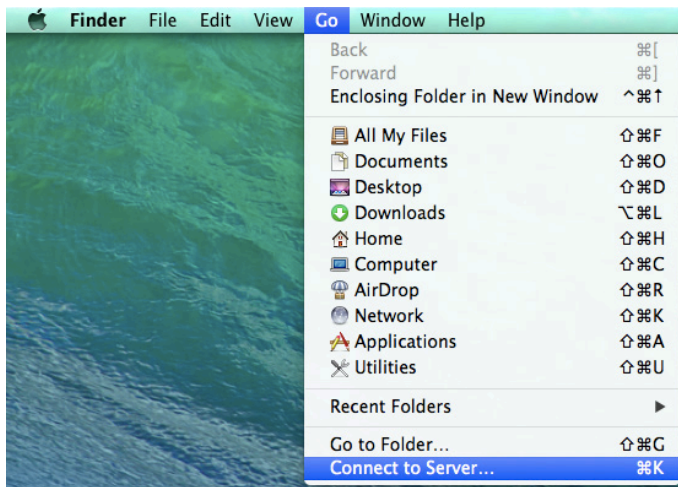 Finder File Edit View Go Window Help
Back ⌘[
Forward ⌘]
Enclosing Folder in New Window ^⌘↑
All My Files ⇧⌘F
Documents ⇧⌘O
Desktop ⇧⌘D
Downloads ⌥⌘L
Home ⇧⌘H
Computer ⇧⌘C
AirDrop ⇧⌘R
Network ⇧⌘K
Applications ⇧⌘A
Utilities ⇧⌘U
Recent Folders ▶
Go to Folder... ⇧⌘G
Connect to Server... ⌘K